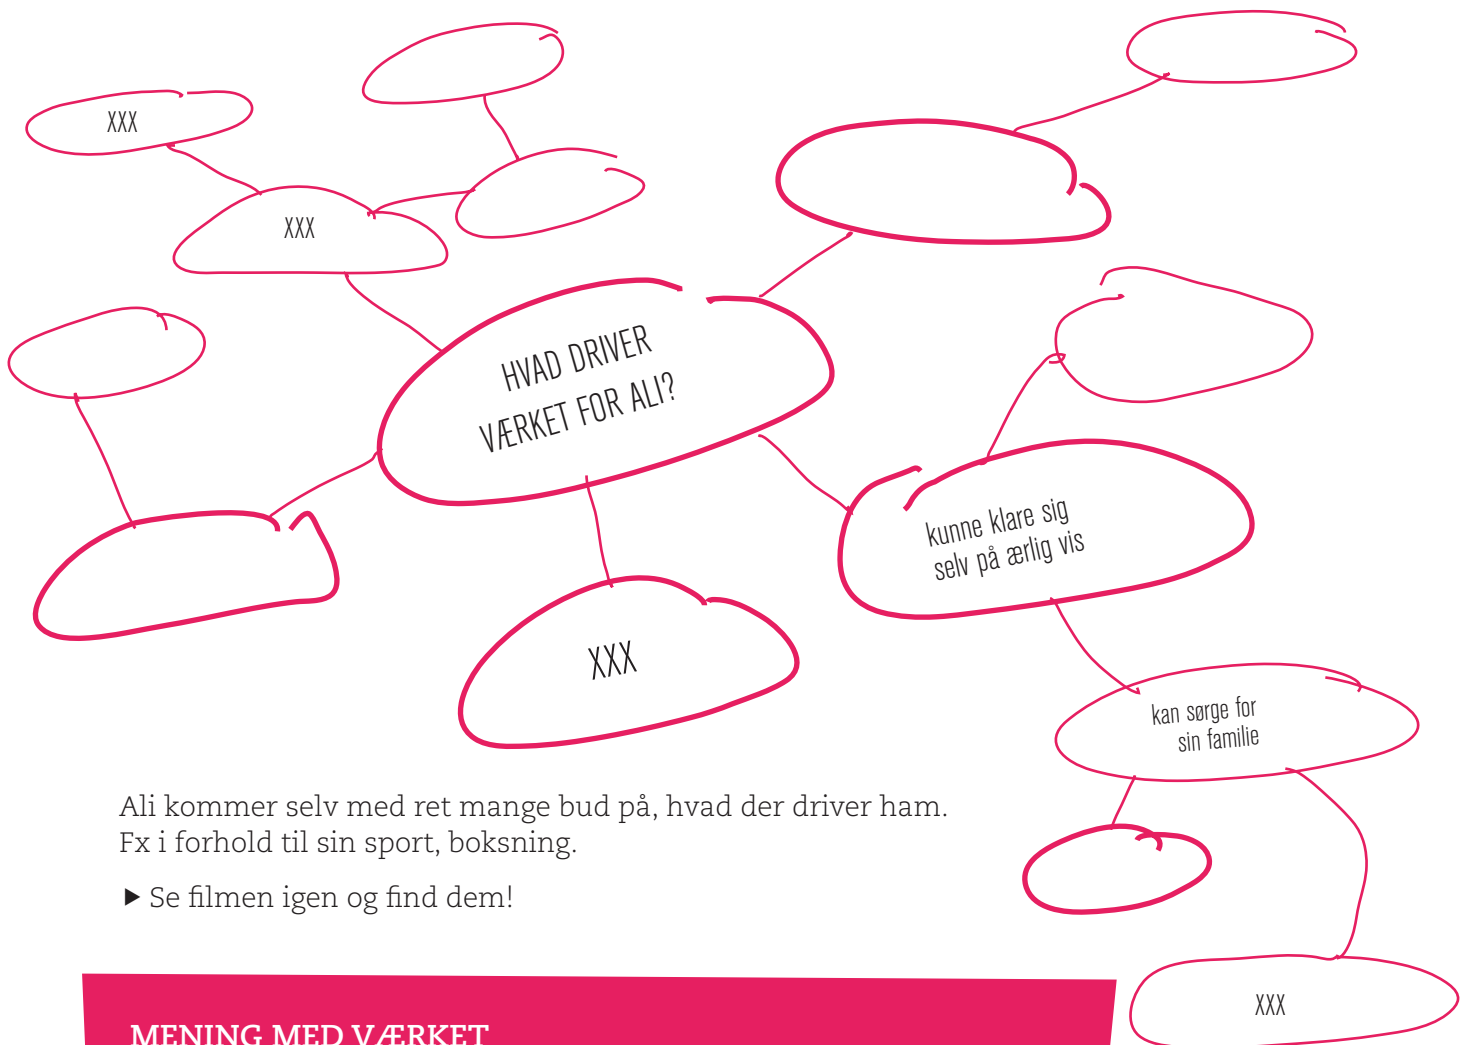 XXX
XXX
HVAD DRIVER
VÆRKET FOR ALI?
kunne klare sig
selv på ærlig vis
XXX
kan sørge for
sin familie
Ali kommer selv med ret mange bud på, hvad der driver ham.
Fx i forhold til sin sport, boksning.
▶ Se filmen igen og find dem!
XXX
MENING MED VÆRKET